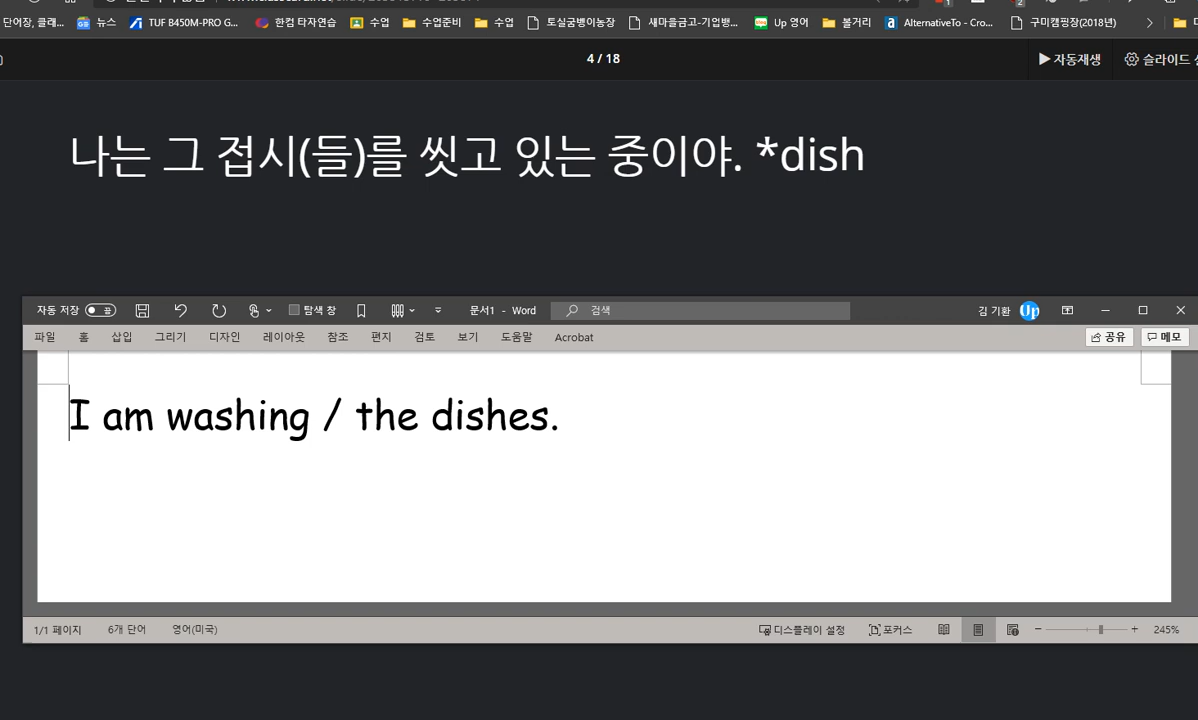 단어장, 클래...
뉴스
TUF B450M-PRO G...
한컴 타자연습
수업
수업준비
수업
토실굼벵이농장
새마을금고-기업뱅...
Up 영어
볼거리
AlternativeTo - Cro...
구미캠핑장(2018년)
4 / 18
자동재생
슬라이드
나는 그 접시(들)를 씻고 있는 중이야. *dish
자동 저장
탐색 창
문서1 - Word
검색
김 기환
Up
파일 홈 삽입 그리기 디자인 레이아웃 참조 편지 검토 보기 도움말 Acrobat
공유
메모
I am washing / the dishes.
1/1 페이지
6개 단어
영어(미국)
디스플레이 설정
포커스
245%